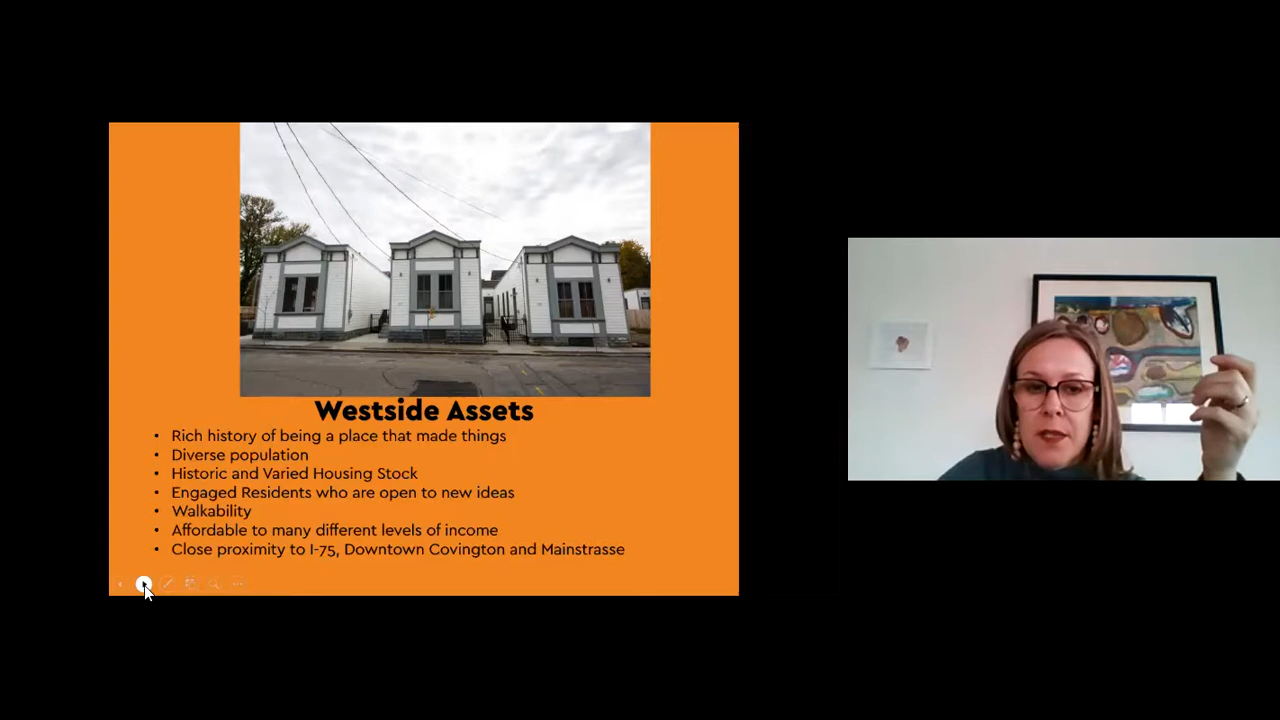 Westside Assets
• Rich history of being a place that made things
• Diverse population
• Historic and Varied Housing Stock
• Engaged Residents who are open to new ideas
• Walkability
• Affordable to many different levels of income
• Close proximity to I-75, Downtown Covington and Mainstrasse